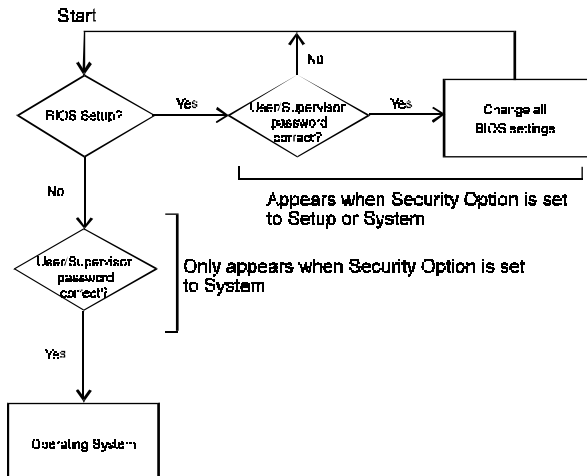 Start
No
BIOS Setup?
Yes
User/Supervisor
password
correct?
Yes
Change all
BIOS settings
No
Appears when Security Option is set
to Setup or System
User/Supervisor
password
correct?
Only appears when Security Option is set
to System
Yes
Operating System